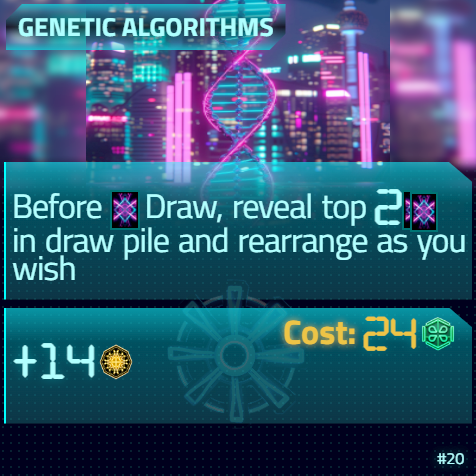 GENETIC ALGORITHMS
Before Draw, reveal top 2
in draw pile and rearrange as you
wish
Cost: 24
+14
#20